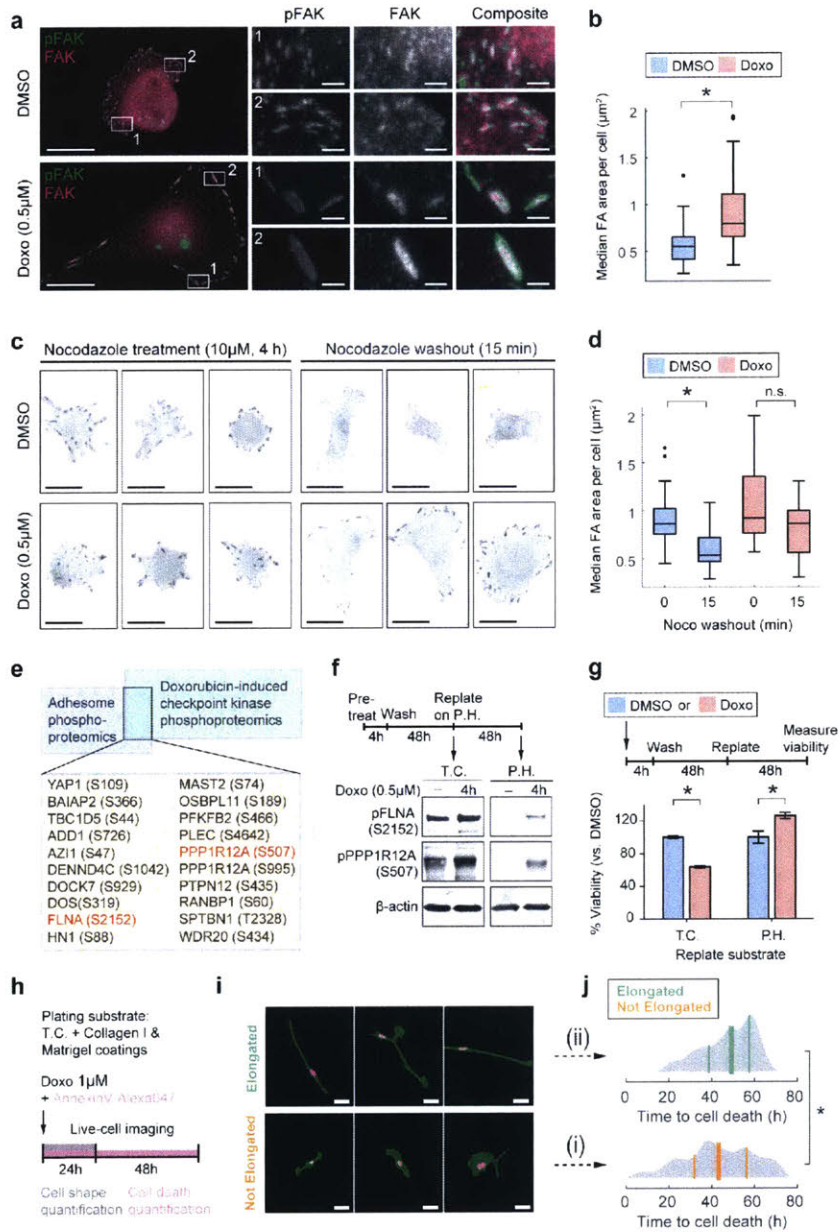 a
pFAK
FAK
Composite
pFAK
FAK
DMSO
2
1
1
2
pFAK
FAK
Doxo (0.5µM)
2
1
1
2
b
DMSO
Doxo
*
Median FA area per cell (µm²)
2
1.5
1
0.5
c
Nocodazole treatment (10µM, 4 h)
Nocodazole washout (15 min)
DMSO
Doxo (0.5µM)
d
DMSO
Doxo
*
n.s.
Median FA area per cell (µm²)
2
1.5
1
0.5
0
15
0
15
Noco washout (min)
e
Adhesome
phospho-
proteomics
Doxorubicin-induced
checkpoint kinase
phosphoproteomics
YAP1 (S109)
BAIAP2 (S366)
TBC1D5 (S44)
ADD1 (S726)
AZI1 (S47)
DENND4C (S1042)
DOCK7 (S929)
DOS(S319)
FLNA (S2152)
HN1 (S88)
MAST2 (S74)
OSBPL11 (S189)
PFKFB2 (S466)
PLEC (S4642)
PPP1R12A (S507)
PPP1R12A (S995)
PTPN12 (S435)
RANBP1 (S60)
SPTBN1 (T2328)
WDR20 (S434)
f
Pre-
treat
Wash
Replate
on P.H.
4h
48h
48h
T.C.
P.H.
Doxo (0.5µM)
–
4h
–
4h
pFLNA
(S2152)
pPPP1R12A
(S507)
β-actin
g
DMSO or
Doxo
Measure
viability
Wash
Replate
4h
48h
48h
*
*
% Viability (vs. DMSO)
120
80
40
0
T.C.
P.H.
Replate substrate
h
Plating substrate:
T.C. + Collagen I &
Matrigel coatings
Doxo 1µM
+ AnnexinV Alexa647
Live-cell imaging
24h
48h
Cell shape
quantification
Cell death
quantification
i
Elongated
Not Elongated
j
Elongated
Not Elongated
(ii)
0
20
40
60
80
Time to cell death (h)
*
(i)
0
20
40
60
80
Time to cell death (h)